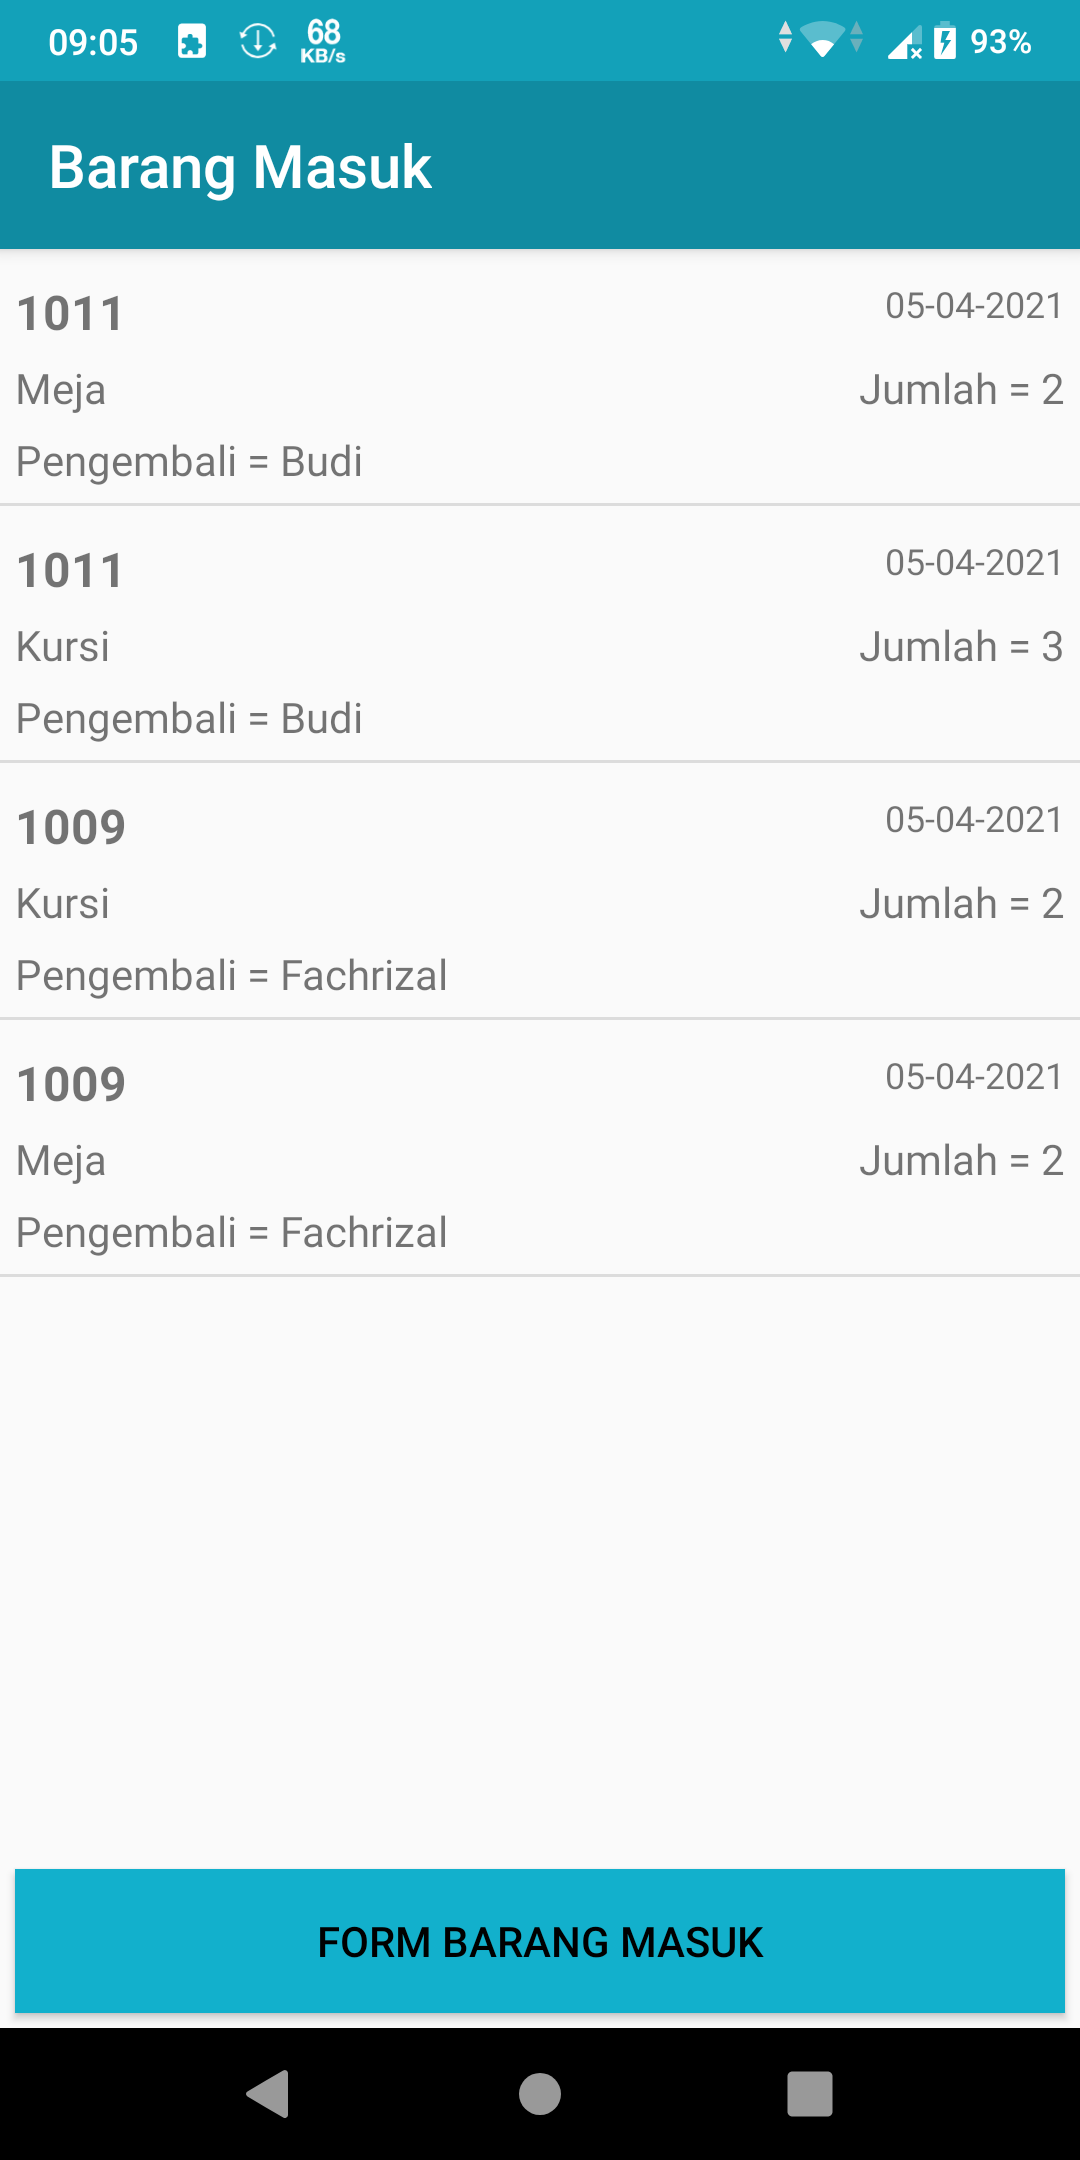 09:05 68 KB/s 93%
Barang Masuk
1011 05-04-2021
Meja Jumlah = 2
Pengembali = Budi
1011 05-04-2021
Kursi Jumlah = 3
Pengembali = Budi
1009 05-04-2021
Kursi Jumlah = 2
Pengembali = Fachrizal
1009 05-04-2021
Meja Jumlah = 2
Pengembali = Fachrizal
FORM BARANG MASUK